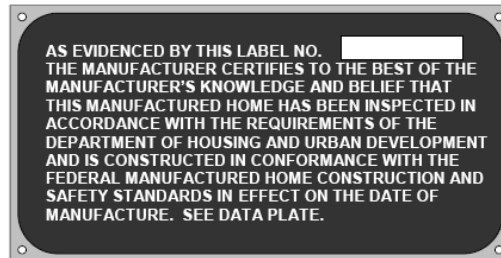 AS EVIDENCED BY THIS LABEL NO.
THE MANUFACTURER CERTIFIES TO THE BEST OF THE
MANUFACTURER'S KNOWLEDGE AND BELIEF THAT
THIS MANUFACTURED HOME HAS BEEN INSPECTED IN
ACCORDANCE WITH THE REQUIREMENTS OF THE
DEPARTMENT OF HOUSING AND URBAN DEVELOPMENT
AND IS CONSTRUCTED IN CONFORMANCE WITH THE
FEDERAL MANUFACTURED HOME CONSTRUCTION AND
SAFETY STANDARDS IN EFFECT ON THE DATE OF
MANUFACTURE. SEE DATA PLATE.